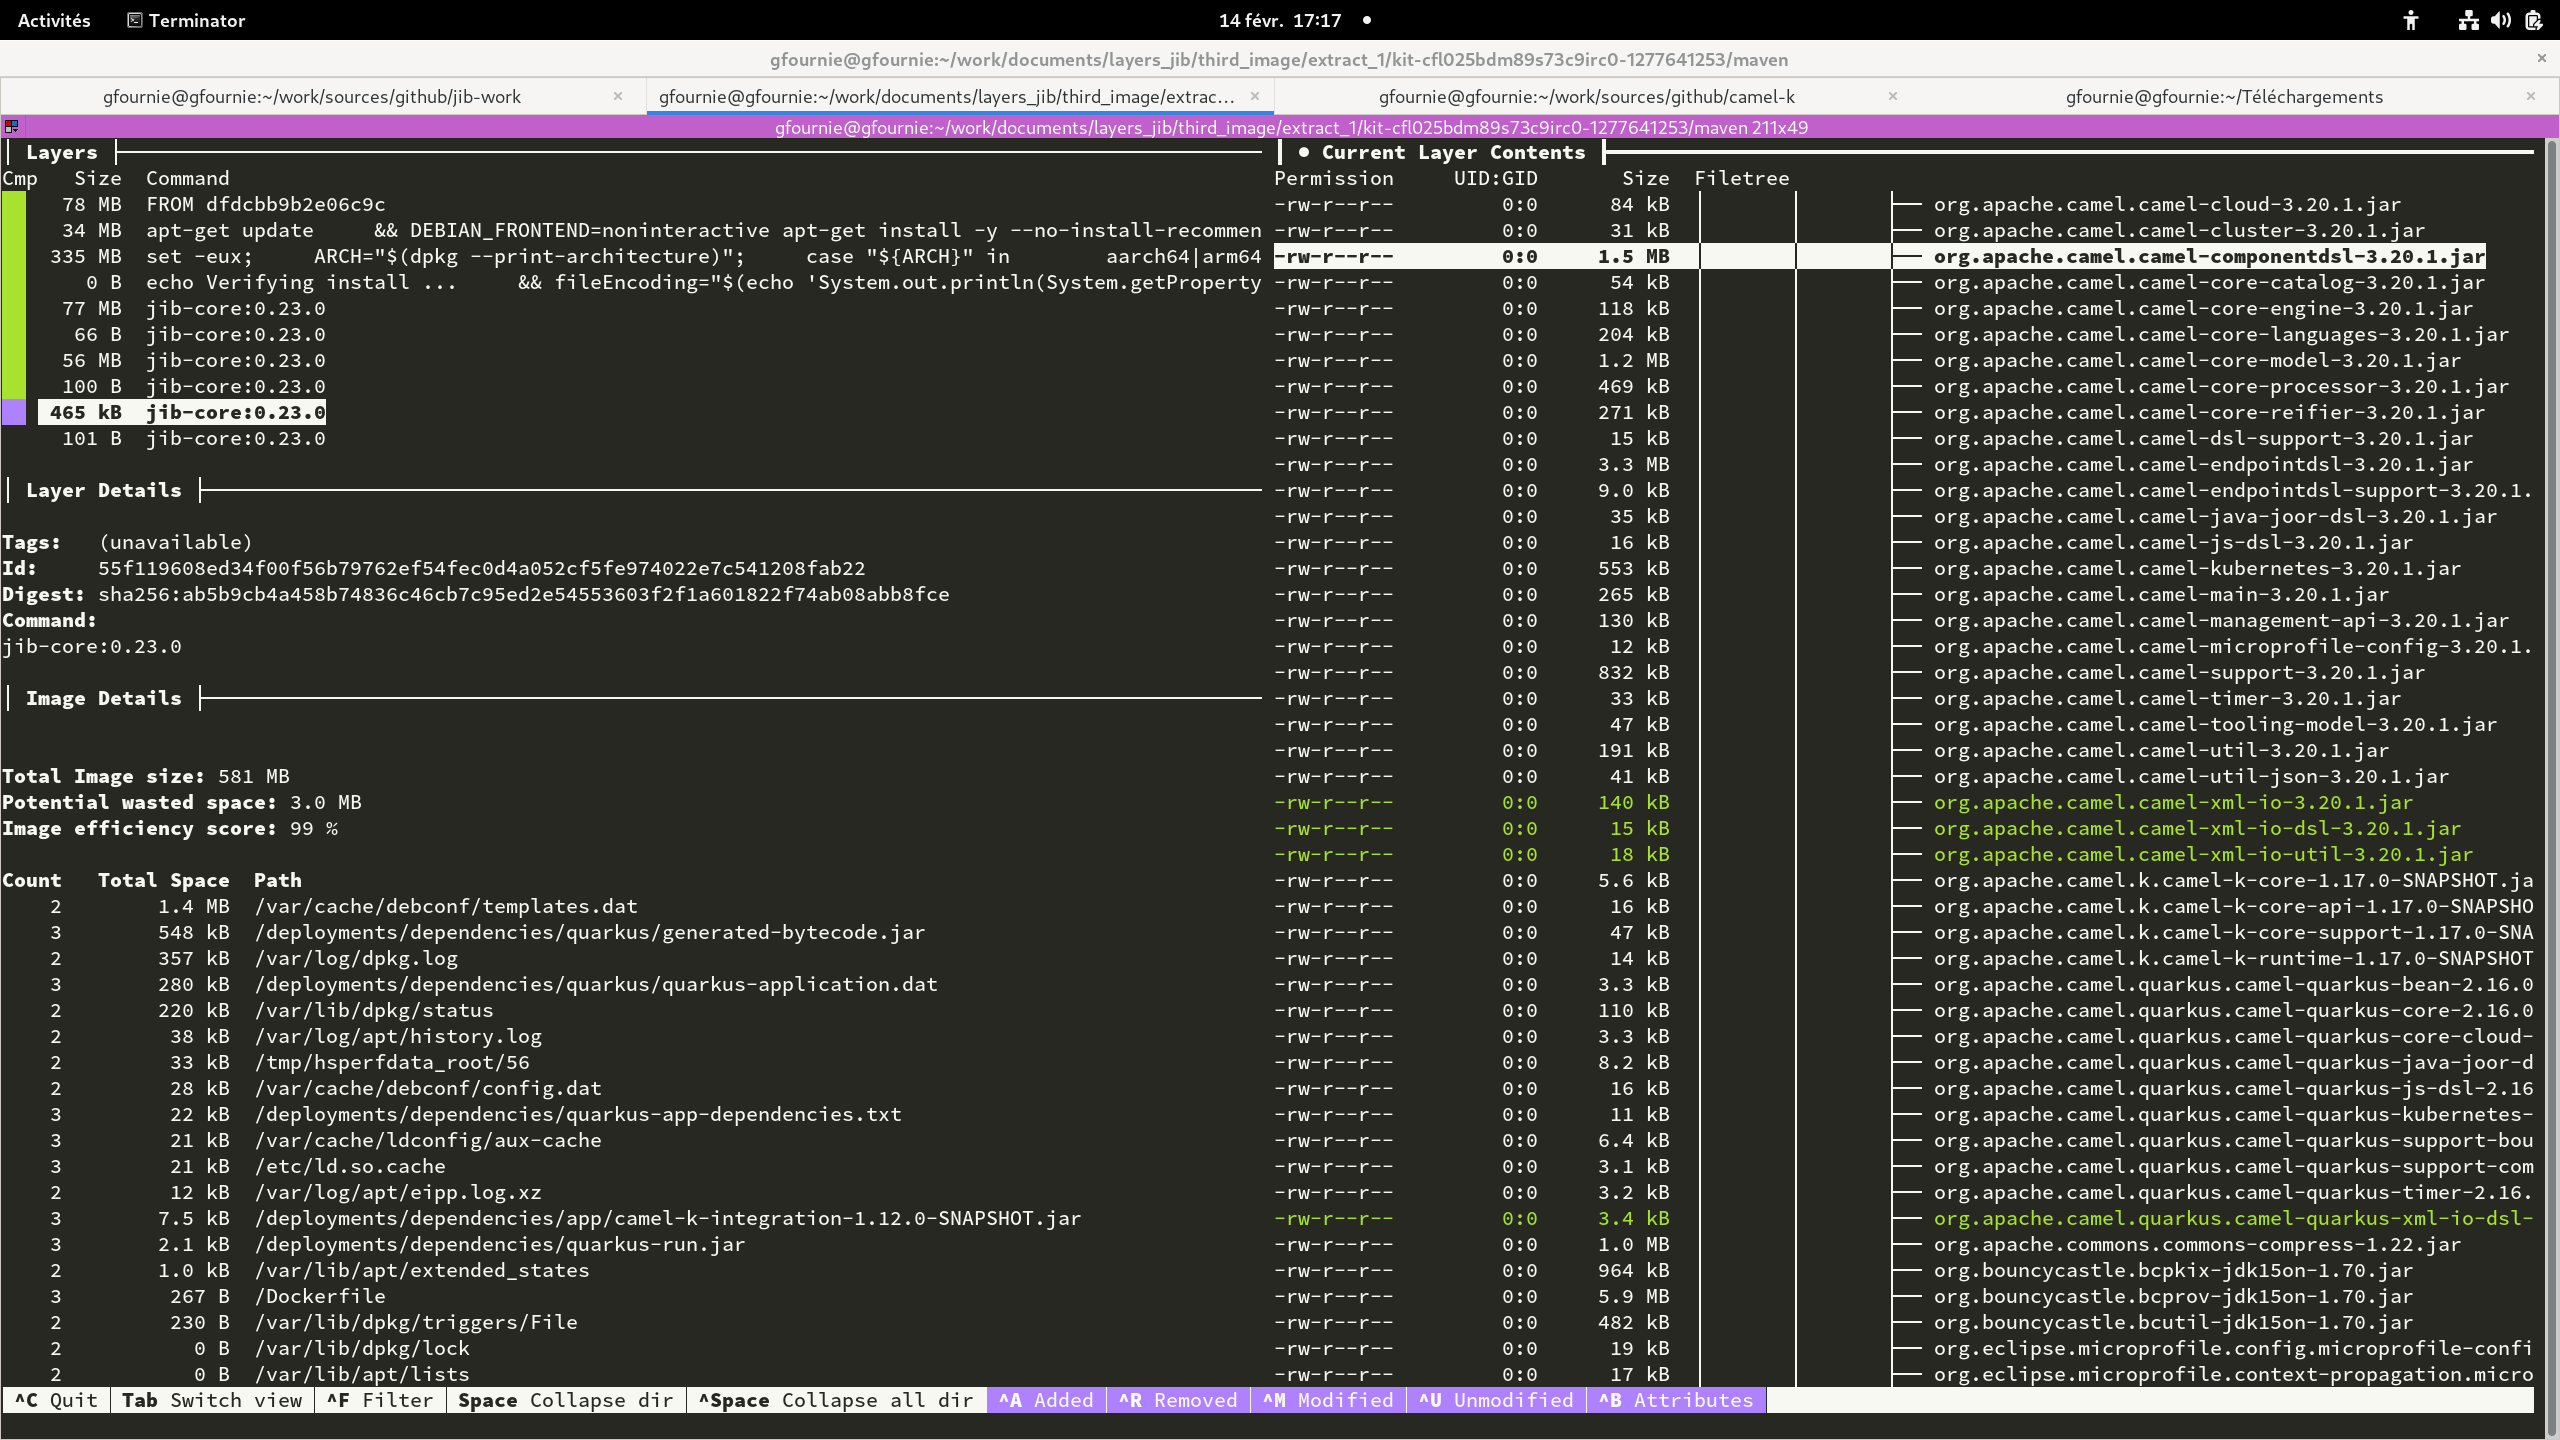 Activités
Terminator
14 févr. 17:17
gfournie@gfournie:~/work/documents/layers_jib/third_image/extract_1/kit-cfl025bdm89s73c9irc0-1277641253/maven
gfournie@gfournie:~/work/sources/github/jib-work
gfournie@gfournie:~/work/documents/layers_jib/third_image/extrac…
gfournie@gfournie:~/work/sources/github/camel-k
gfournie@gfournie:~/Téléchargements
gfournie@gfournie:~/work/documents/layers_jib/third_image/extract_1/kit-cfl025bdm89s73c9irc0-1277641253/maven 211x49
Layers
Cmp Size Command
78 MB FROM dfdcbb9b2e06c9c
34 MB apt-get update && DEBIAN_FRONTEND=noninteractive apt-get install -y --no-install-recommen
335 MB set -eux; ARCH="$(dpkg --print-architecture)"; case "${ARCH}" in aarch64|arm64
0 B echo Verifying install ... && fileEncoding="$(echo 'System.out.println(System.getProperty
77 MB jib-core:0.23.0
66 B jib-core:0.23.0
56 MB jib-core:0.23.0
100 B jib-core:0.23.0
465 kB jib-core:0.23.0
101 B jib-core:0.23.0
Layer Details
Tags: (unavailable)
Id: 55f119608ed34f00f56b79762ef54fec0d4a052cf5fe974022e7c541208fab22
Digest: sha256:ab5b9cb4a458b74836c46cb7c95ed2e54553603f2f1a601822f74ab08abb8fce
Command:
jib-core:0.23.0
Image Details
Total Image size: 581 MB
Potential wasted space: 3.0 MB
Image efficiency score: 99 %
Count Total Space Path
2 1.4 MB /var/cache/debconf/templates.dat
3 548 kB /deployments/dependencies/quarkus/generated-bytecode.jar
2 357 kB /var/log/dpkg.log
3 280 kB /deployments/dependencies/quarkus/quarkus-application.dat
2 220 kB /var/lib/dpkg/status
2 38 kB /var/log/apt/history.log
2 33 kB /tmp/hsperfdata_root/56
2 28 kB /var/cache/debconf/config.dat
3 22 kB /deployments/dependencies/quarkus-app-dependencies.txt
3 21 kB /var/cache/ldconfig/aux-cache
3 21 kB /etc/ld.so.cache
2 12 kB /var/log/apt/eipp.log.xz
3 7.5 kB /deployments/dependencies/app/camel-k-integration-1.12.0-SNAPSHOT.jar
3 2.1 kB /deployments/dependencies/quarkus-run.jar
2 1.0 kB /var/lib/apt/extended_states
3 267 B /Dockerfile
2 230 B /var/lib/dpkg/triggers/File
2 0 B /var/lib/dpkg/lock
2 0 B /var/lib/apt/lists
● Current Layer Contents
Permission UID:GID Size Filetree
-rw-r--r-- 0:0 84 kB org.apache.camel.camel-cloud-3.20.1.jar
-rw-r--r-- 0:0 31 kB org.apache.camel.camel-cluster-3.20.1.jar
-rw-r--r-- 0:0 1.5 MB org.apache.camel.camel-componentdsl-3.20.1.jar
-rw-r--r-- 0:0 54 kB org.apache.camel.camel-core-catalog-3.20.1.jar
-rw-r--r-- 0:0 118 kB org.apache.camel.camel-core-engine-3.20.1.jar
-rw-r--r-- 0:0 204 kB org.apache.camel.camel-core-languages-3.20.1.jar
-rw-r--r-- 0:0 1.2 MB org.apache.camel.camel-core-model-3.20.1.jar
-rw-r--r-- 0:0 469 kB org.apache.camel.camel-core-processor-3.20.1.jar
-rw-r--r-- 0:0 271 kB org.apache.camel.camel-core-reifier-3.20.1.jar
-rw-r--r-- 0:0 15 kB org.apache.camel.camel-dsl-support-3.20.1.jar
-rw-r--r-- 0:0 3.3 MB org.apache.camel.camel-endpointdsl-3.20.1.jar
-rw-r--r-- 0:0 9.0 kB org.apache.camel.camel-endpointdsl-support-3.20.1.
-rw-r--r-- 0:0 35 kB org.apache.camel.camel-java-joor-dsl-3.20.1.jar
-rw-r--r-- 0:0 16 kB org.apache.camel.camel-js-dsl-3.20.1.jar
-rw-r--r-- 0:0 553 kB org.apache.camel.camel-kubernetes-3.20.1.jar
-rw-r--r-- 0:0 265 kB org.apache.camel.camel-main-3.20.1.jar
-rw-r--r-- 0:0 130 kB org.apache.camel.camel-management-api-3.20.1.jar
-rw-r--r-- 0:0 12 kB org.apache.camel.camel-microprofile-config-3.20.1.
-rw-r--r-- 0:0 832 kB org.apache.camel.camel-support-3.20.1.jar
-rw-r--r-- 0:0 33 kB org.apache.camel.camel-timer-3.20.1.jar
-rw-r--r-- 0:0 47 kB org.apache.camel.camel-tooling-model-3.20.1.jar
-rw-r--r-- 0:0 191 kB org.apache.camel.camel-util-3.20.1.jar
-rw-r--r-- 0:0 41 kB org.apache.camel.camel-util-json-3.20.1.jar
-rw-r--r-- 0:0 140 kB org.apache.camel.camel-xml-io-3.20.1.jar
-rw-r--r-- 0:0 15 kB org.apache.camel.camel-xml-io-dsl-3.20.1.jar
-rw-r--r-- 0:0 18 kB org.apache.camel.camel-xml-io-util-3.20.1.jar
-rw-r--r-- 0:0 5.6 kB org.apache.camel.k.camel-k-core-1.17.0-SNAPSHOT.ja
-rw-r--r-- 0:0 16 kB org.apache.camel.k.camel-k-core-api-1.17.0-SNAPSHO
-rw-r--r-- 0:0 47 kB org.apache.camel.k.camel-k-core-support-1.17.0-SNA
-rw-r--r-- 0:0 14 kB org.apache.camel.k.camel-k-runtime-1.17.0-SNAPSHOT
-rw-r--r-- 0:0 3.3 kB org.apache.camel.quarkus.camel-quarkus-bean-2.16.0
-rw-r--r-- 0:0 110 kB org.apache.camel.quarkus.camel-quarkus-core-2.16.0
-rw-r--r-- 0:0 3.3 kB org.apache.camel.quarkus.camel-quarkus-core-cloud-
-rw-r--r-- 0:0 8.2 kB org.apache.camel.quarkus.camel-quarkus-java-joor-d
-rw-r--r-- 0:0 16 kB org.apache.camel.quarkus.camel-quarkus-js-dsl-2.16
-rw-r--r-- 0:0 11 kB org.apache.camel.quarkus.camel-quarkus-kubernetes-
-rw-r--r-- 0:0 6.4 kB org.apache.camel.quarkus.camel-quarkus-support-bou
-rw-r--r-- 0:0 3.1 kB org.apache.camel.quarkus.camel-quarkus-support-com
-rw-r--r-- 0:0 3.2 kB org.apache.camel.quarkus.camel-quarkus-timer-2.16.
-rw-r--r-- 0:0 3.4 kB org.apache.camel.quarkus.camel-quarkus-xml-io-dsl-
-rw-r--r-- 0:0 1.0 MB org.apache.commons.commons-compress-1.22.jar
-rw-r--r-- 0:0 964 kB org.bouncycastle.bcpkix-jdk15on-1.70.jar
-rw-r--r-- 0:0 5.9 MB org.bouncycastle.bcprov-jdk15on-1.70.jar
-rw-r--r-- 0:0 482 kB org.bouncycastle.bcutil-jdk15on-1.70.jar
-rw-r--r-- 0:0 19 kB org.eclipse.microprofile.config.microprofile-confi
-rw-r--r-- 0:0 17 kB org.eclipse.microprofile.context-propagation.micro
^C Quit Tab Switch view ^F Filter Space Collapse dir ^Space Collapse all dir ^A Added ^R Removed ^M Modified ^U Unmodified ^B Attributes